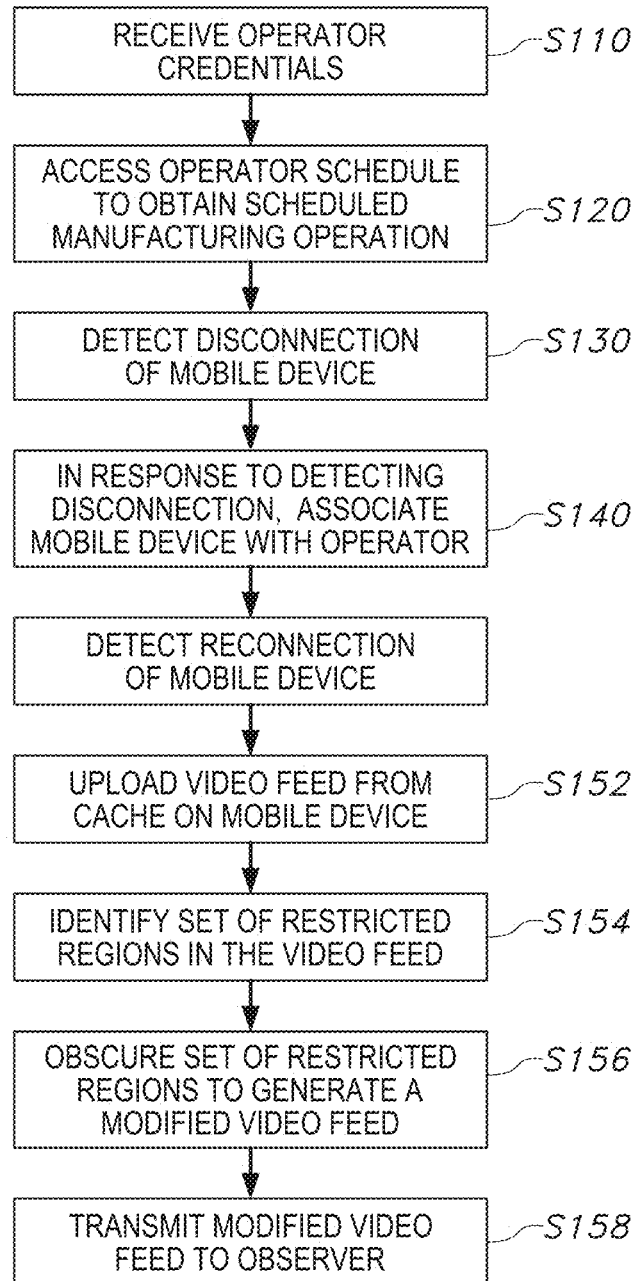 RECEIVE OPERATOR
CREDENTIALS
S110
ACCESS OPERATOR SCHEDULE
TO OBTAIN SCHEDULED
MANUFACTURING OPERATION
S120
DETECT DISCONNECTION
OF MOBILE DEVICE
S130
IN RESPONSE TO DETECTING
DISCONNECTION, ASSOCIATE
MOBILE DEVICE WITH OPERATOR
S140
DETECT RECONNECTION
OF MOBILE DEVICE
UPLOAD VIDEO FEED FROM
CACHE ON MOBILE DEVICE
S152
IDENTIFY SET OF RESTRICTED
REGIONS IN THE VIDEO FEED
S154
OBSCURE SET OF RESTRICTED
REGIONS TO GENERATE A
MODIFIED VIDEO FEED
S156
TRANSMIT MODIFIED VIDEO
FEED TO OBSERVER
S158